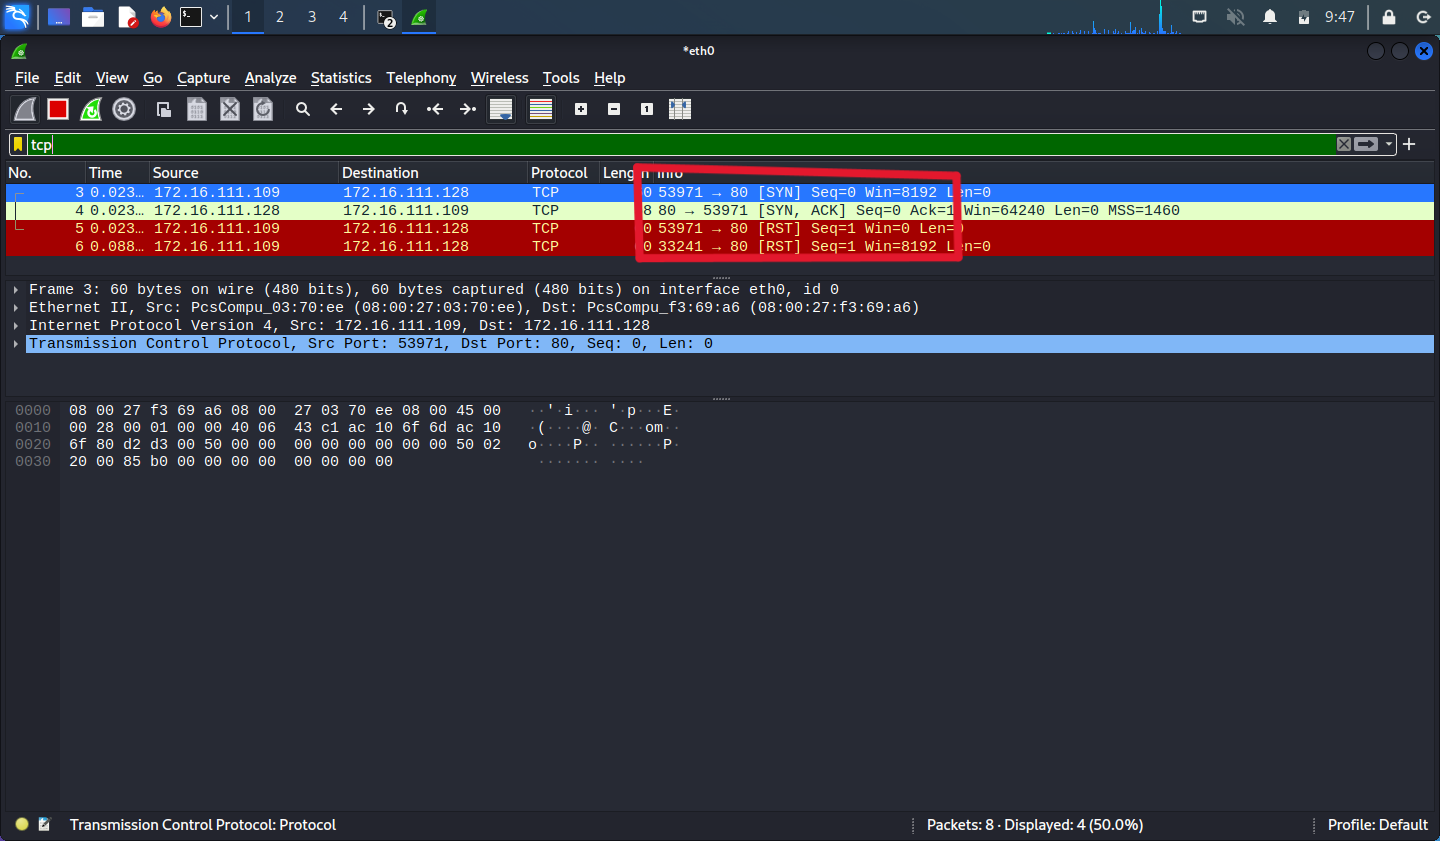 1 2 3 4 2 9:47
*eth0
File Edit View Go Capture Analyze Statistics Telephony Wireless Tools Help
tcp
No. Time Source Destination Protocol Length Info
3 0.023… 172.16.111.109 172.16.111.128 TCP 60 53971 → 80 [SYN] Seq=0 Win=8192 Len=0
4 0.023… 172.16.111.128 172.16.111.109 TCP 58 80 → 53971 [SYN, ACK] Seq=0 Ack=1 Win=64240 Len=0 MSS=1460
5 0.023… 172.16.111.109 172.16.111.128 TCP 60 53971 → 80 [RST] Seq=1 Win=0 Len=0
6 0.088… 172.16.111.109 172.16.111.128 TCP 60 33241 → 80 [RST] Seq=1 Win=8192 Len=0
Frame 3: 60 bytes on wire (480 bits), 60 bytes captured (480 bits) on interface eth0, id 0
Ethernet II, Src: PcsCompu_03:70:ee (08:00:27:03:70:ee), Dst: PcsCompu_f3:69:a6 (08:00:27:f3:69:a6)
Internet Protocol Version 4, Src: 172.16.111.109, Dst: 172.16.111.128
Transmission Control Protocol, Src Port: 53971, Dst Port: 80, Seq: 0, Len: 0
0000 08 00 27 f3 69 a6 08 00 27 03 70 ee 08 00 45 00 ··'·i··· '·p···E·
0010 00 28 00 01 00 00 40 06 43 c1 ac 10 6f 6d ac 10 ·(····@· C···om··
0020 6f 80 d2 d3 00 50 00 00 00 00 00 00 00 00 50 02 o····P·· ······P·
0030 20 00 85 b0 00 00 00 00 00 00 00 00 ······· ····
Transmission Control Protocol: Protocol Packets: 8 · Displayed: 4 (50.0%) Profile: Default